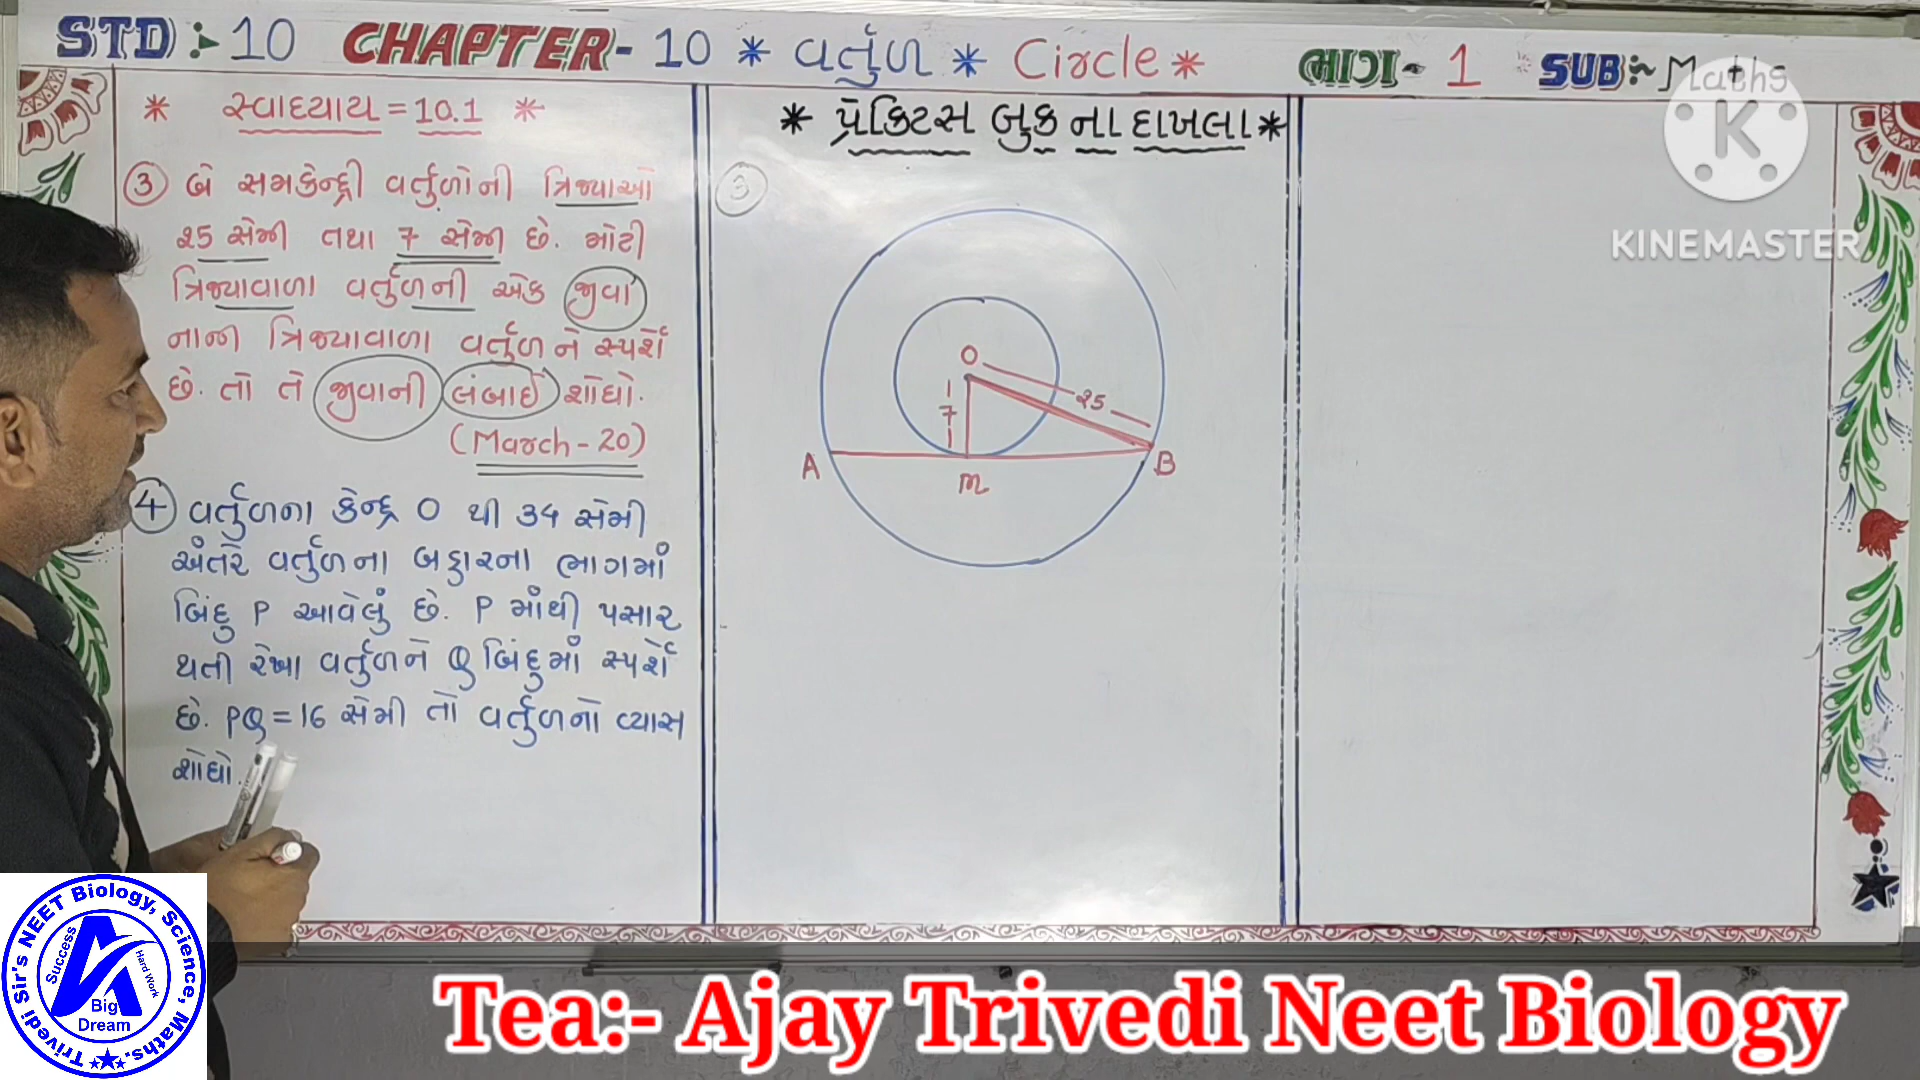 STD :- 10 CHAPTER - 10 * વર્તુળ * Circle * ભાગ - 1 SUB :- Maths
* સ્વાધ્યાય = 10.1 *
③ બે સમકેન્દ્રી વર્તુળોની ત્રિજ્યાઓ
૨5 સેમી તથા 7 સેમી છે. મોટી
ત્રિજ્યાવાળા વર્તુળની એક જીવા
નાની ત્રિજ્યાવાળા વર્તુળ ને સ્પર્શે
છે. તો તે જીવાની લંબાઈ શોધો.
(March - 20)
④ વર્તુળના કેન્દ્ર O થી 34 સેમી
અંતરે વર્તુળ ના બહારના ભાગમાં
બિંદુ P આવેલું છે. P માંથી પસાર
થતી રેખા વર્તુળને Q બિંદુમાં સ્પર્શે
છે. PQ = 16 સેમી તો વર્તુળનો વ્યાસ
શોધો.
* પ્રેક્ટિસ બુક ના દાખલા *
③
O
7
25
A
M
B
K
KINEMASTER
Trivedi Sir's NEET Biology, Science, Maths.
Success
Hard Work
Big
Dream
Tea:- Ajay Trivedi Neet Biology